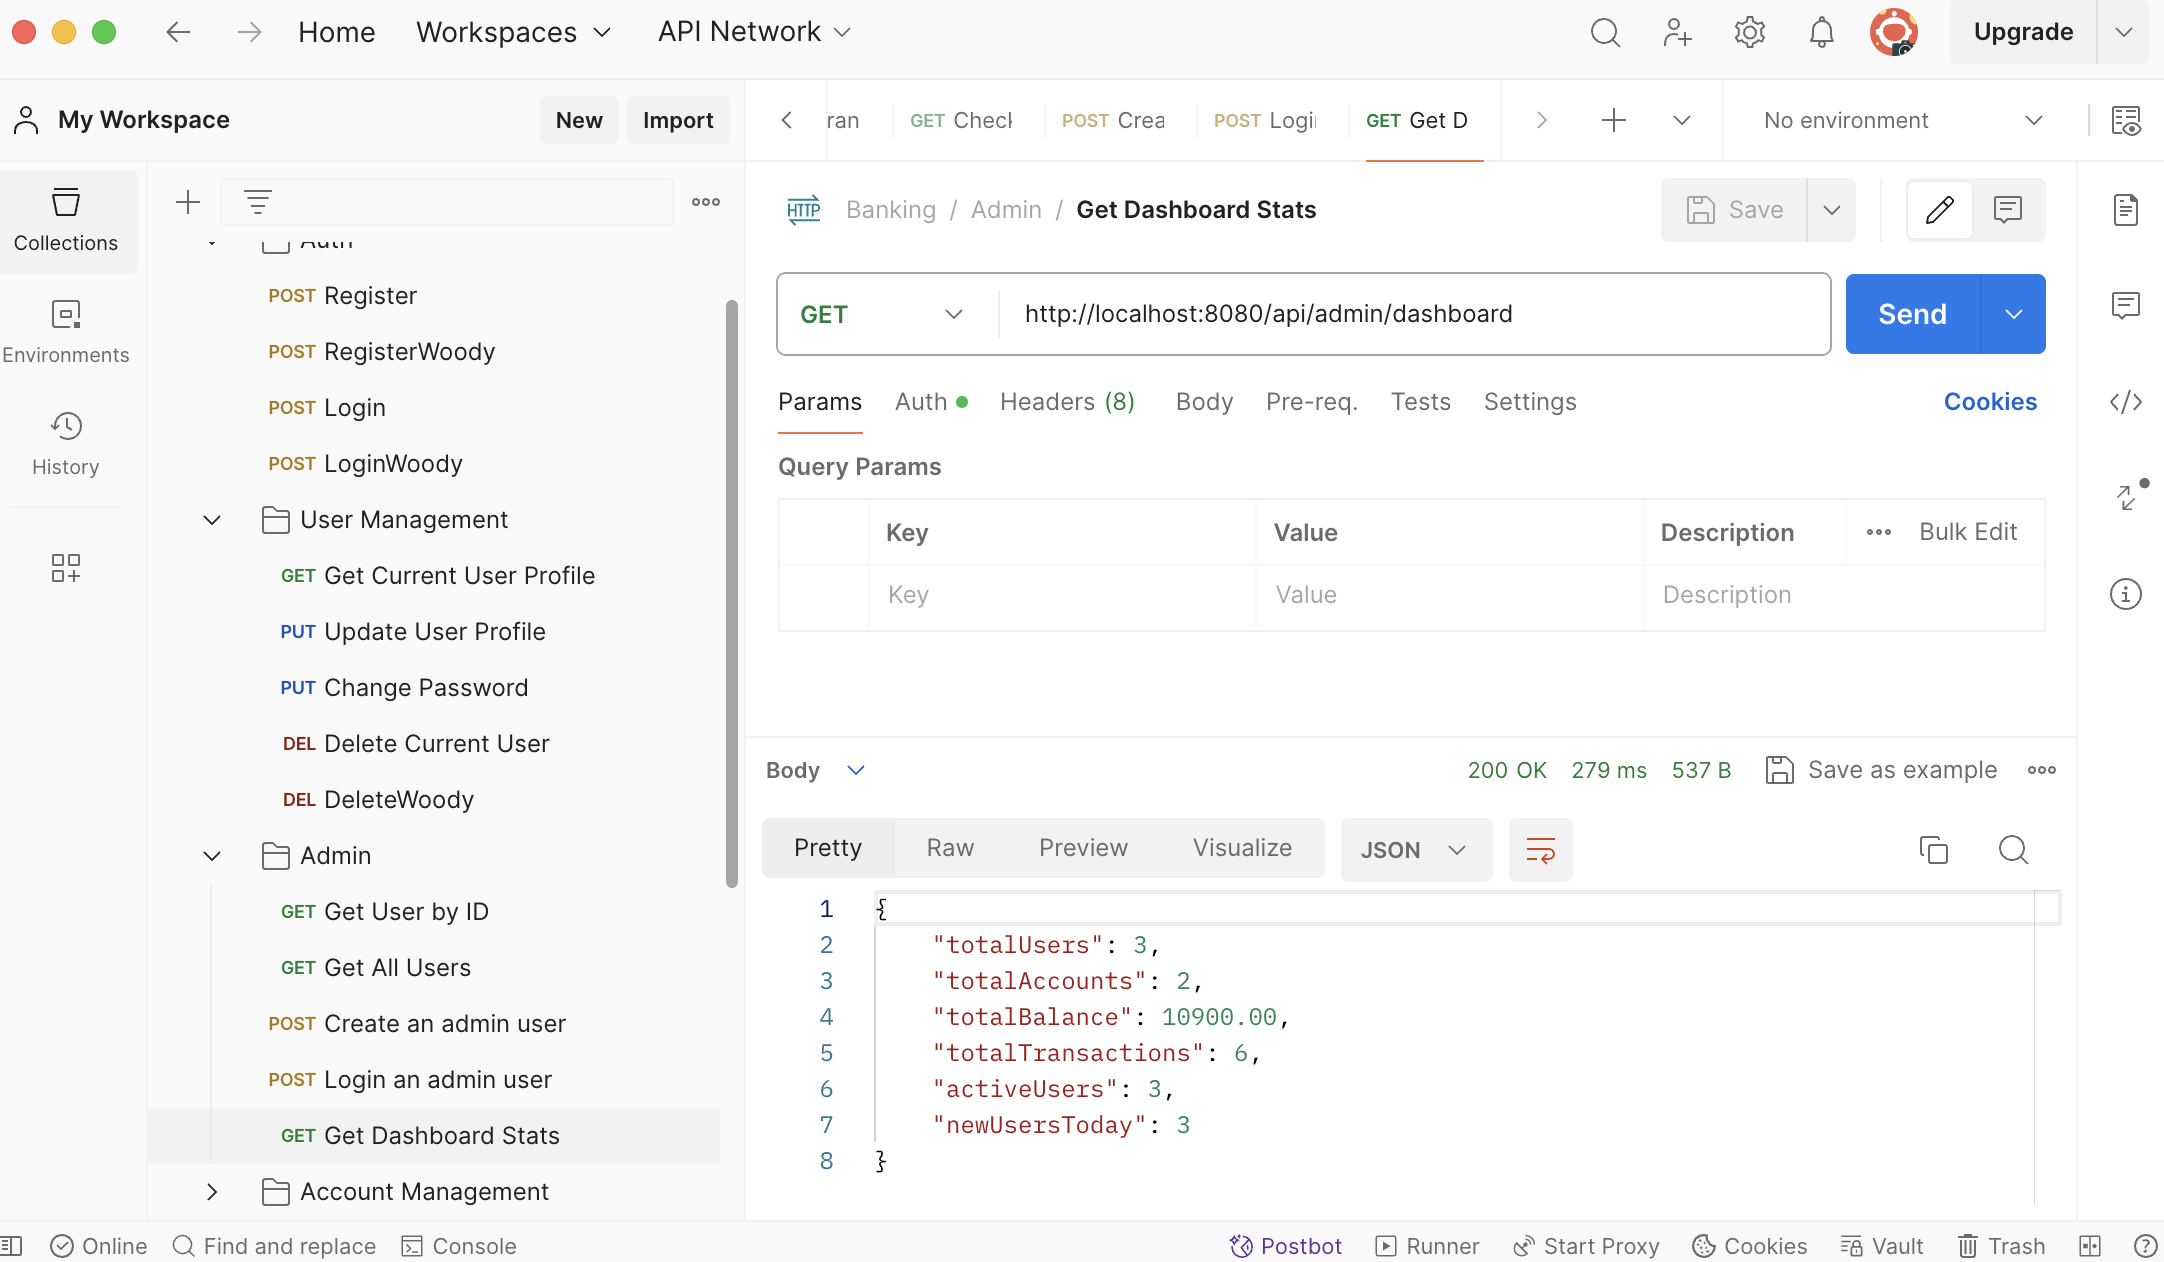 Home Workspaces API Network Upgrade
My Workspace New Import
ran GET Check POST Crea POST Logi GET Get D No environment
Collections
Environments
History
Auth
POST Register
POST RegisterWoody
POST Login
POST LoginWoody
User Management
GET Get Current User Profile
PUT Update User Profile
PUT Change Password
DEL Delete Current User
DEL DeleteWoody
Admin
GET Get User by ID
GET Get All Users
POST Create an admin user
POST Login an admin user
GET Get Dashboard Stats
Account Management
HTTP Banking / Admin / Get Dashboard Stats Save
GET http://localhost:8080/api/admin/dashboard Send
Params Auth Headers (8) Body Pre-req. Tests Settings Cookies
Query Params
Key Value Description Bulk Edit
Key Value Description
Body 200 OK 279 ms 537 B Save as example
Pretty Raw Preview Visualize JSON
1 {
2 "totalUsers": 3,
3 "totalAccounts": 2,
4 "totalBalance": 10900.00,
5 "totalTransactions": 6,
6 "activeUsers": 3,
7 "newUsersToday": 3
8 }
Online Find and replace Console Postbot Runner Start Proxy Cookies Vault Trash